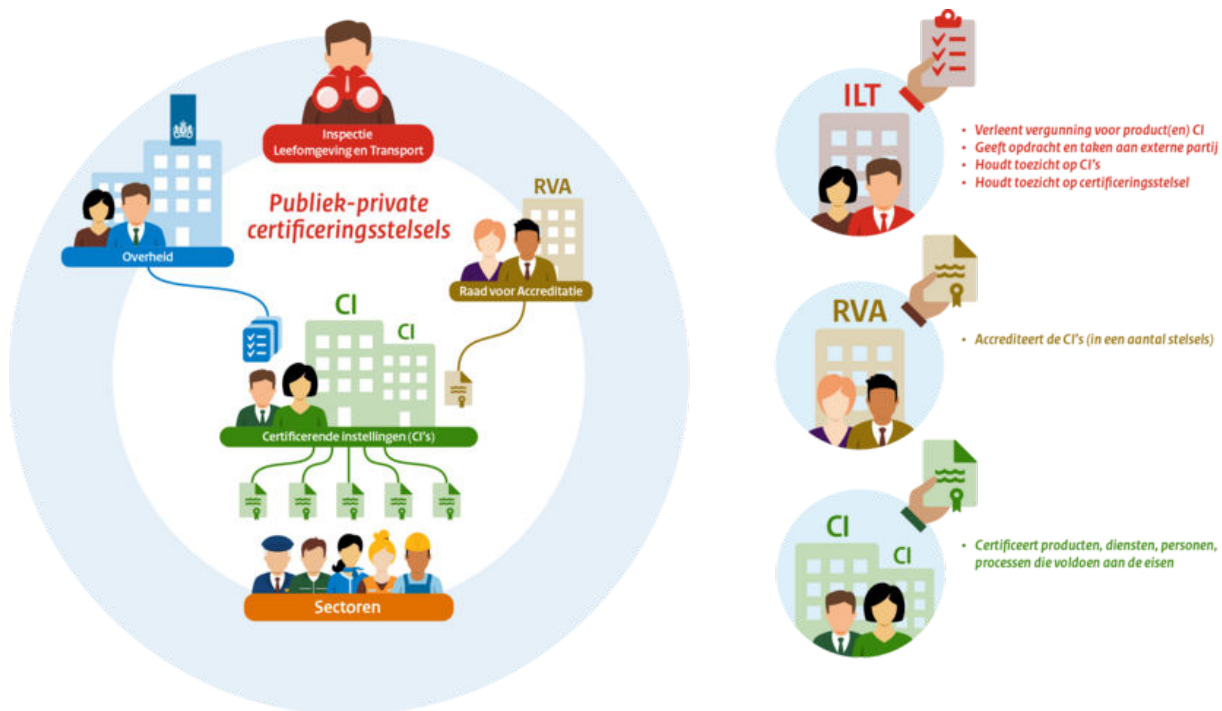 Inspectie
Leefomgeving en Transport
Publiek-private
certificeringsstelsels
Overheid
RVA
Raad voor Accreditatie
CI
CI
Certificerende instellingen (CI's)
Sectoren
ILT
• Verleent vergunning voor product(en) CI
• Geeft opdracht en taken aan externe partij
• Houdt toezicht op CI's
• Houdt toezicht op certificeringsstelsel
RVA
• Accrediteert de CI's (in een aantal stelsels)
CI
CI
• Certificeert producten, diensten, personen,
processen die voldoen aan de eisen